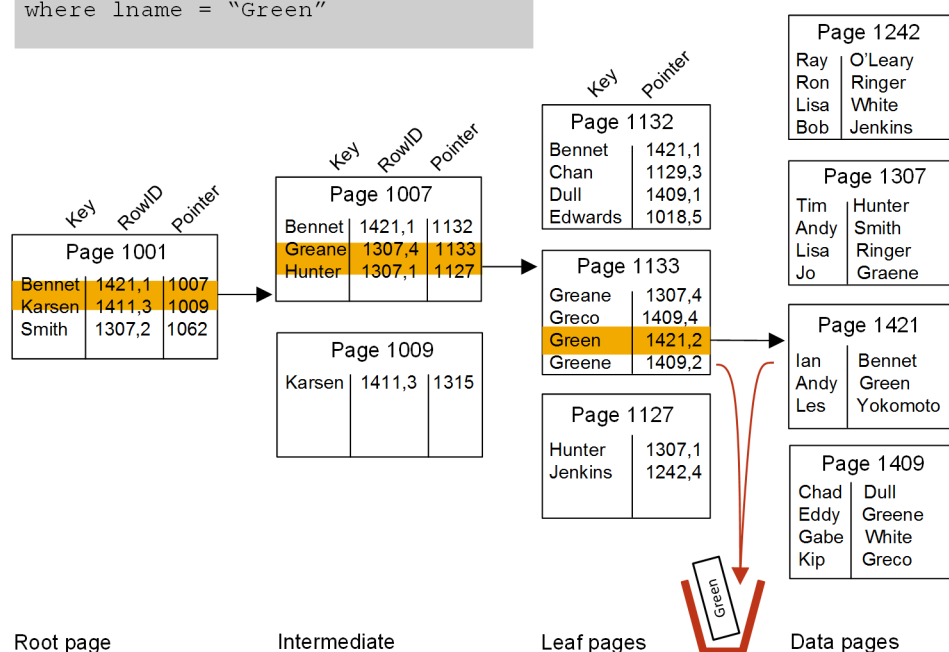 where lname = “Green”
Key RowID Pointer
Page 1001
Bennet 1421,1 1007
Karsen 1411,3 1009
Smith 1307,2 1062
Key RowID Pointer
Page 1007
Bennet 1421,1 1132
Greane 1307,4 1133
Hunter 1307,1 1127
Page 1009
Karsen 1411,3 1315
Key Pointer
Page 1132
Bennet 1421,1
Chan 1129,3
Dull 1409,1
Edwards 1018,5
Page 1133
Greane 1307,4
Greco 1409,4
Green 1421,2
Greene 1409,2
Page 1127
Hunter 1307,1
Jenkins 1242,4
Page 1242
Ray O’Leary
Ron Ringer
Lisa White
Bob Jenkins
Page 1307
Tim Hunter
Andy Smith
Lisa Ringer
Jo Graene
Page 1421
Ian Bennet
Andy Green
Les Yokomoto
Page 1409
Chad Dull
Eddy Greene
Gabe White
Kip Greco
Green
Root page
Intermediate
Leaf pages
Data pages